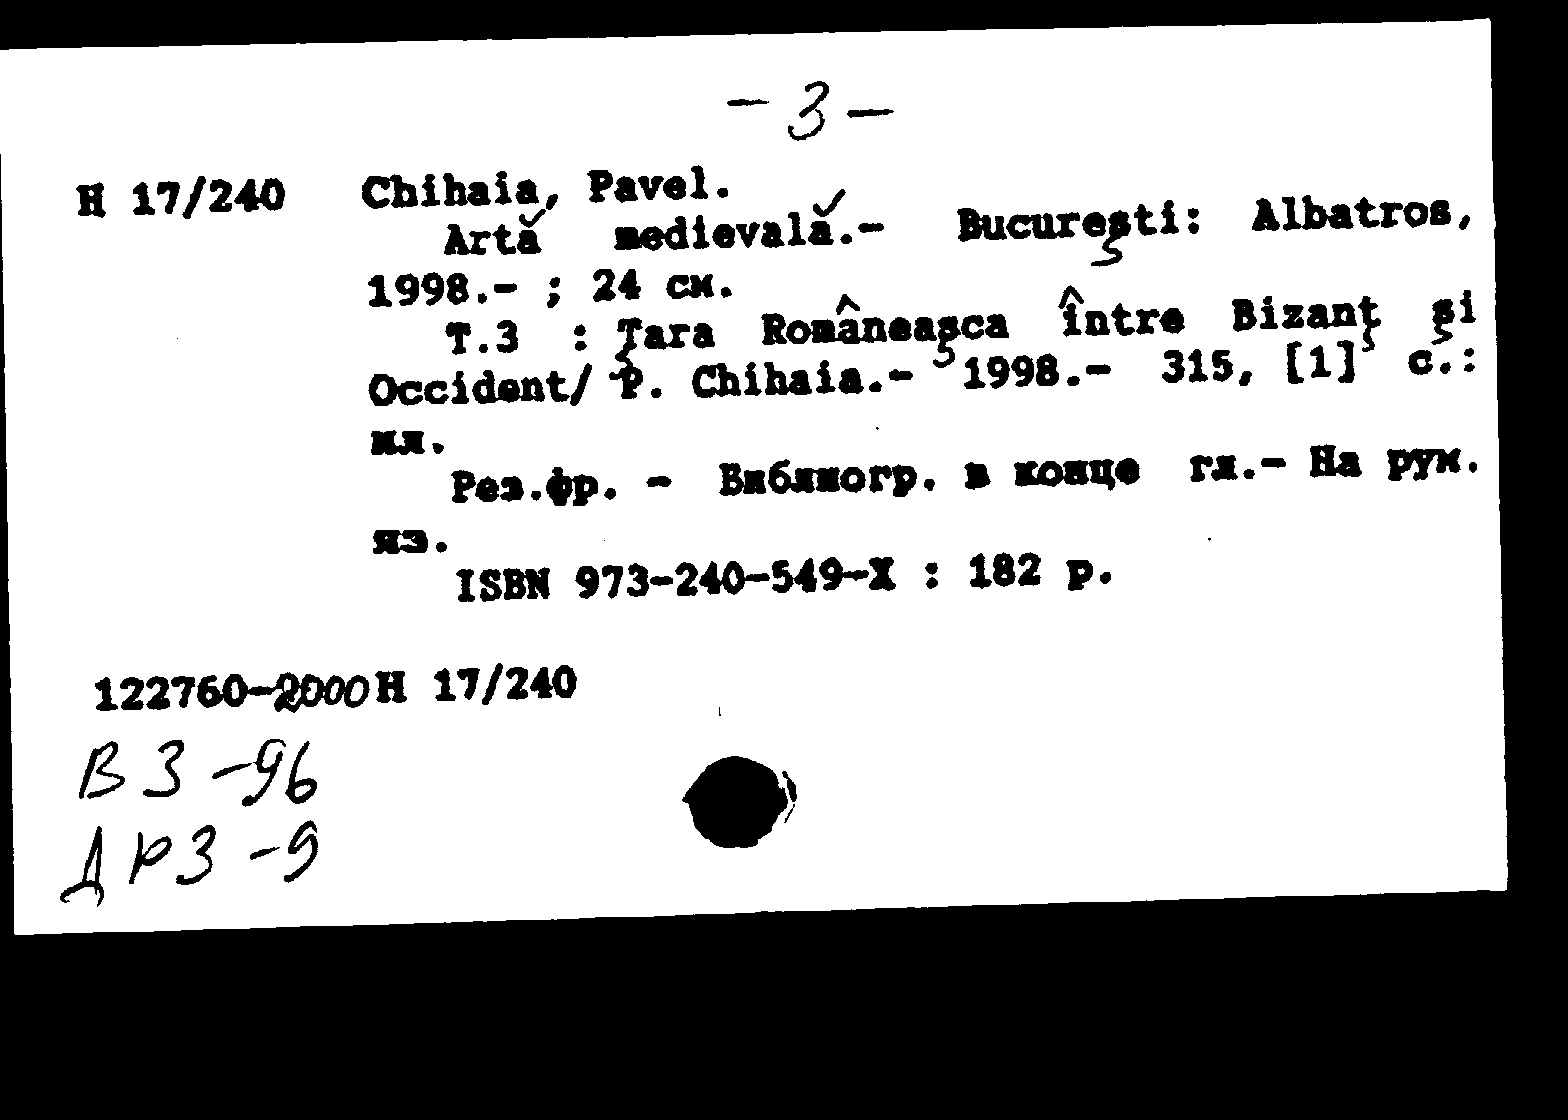 - 3 -
H 17/240 Chihaia, Pavel.
Artă medievală.- Bucureşti: Albatros,
1998.- ; 24 см.
Т.3 : Ţara Româneaşca între Bizanţ şi
Occident/ P. Chihaia.- 1998.- 315, [1] с.:
ил.
Рез.фр. - Библиогр. в конце гл.- На рум.
яз.
ISBN 973-240-549-X : 182 р.
122760-2000 H 17/240
В 3 -96
ДР3 -9